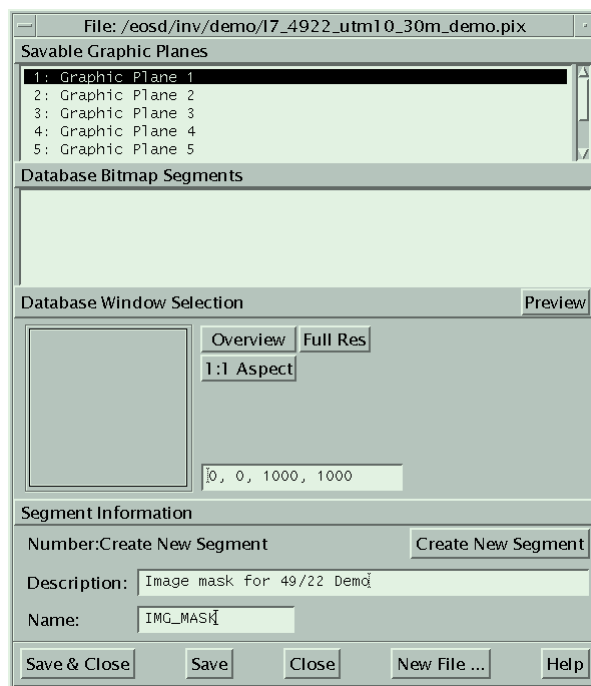 File: /eosd/inv/demo/l7_4922_utm10_30m_demo.pix
Savable Graphic Planes
1: Graphic Plane 1
2: Graphic Plane 2
3: Graphic Plane 3
4: Graphic Plane 4
5: Graphic Plane 5
Database Bitmap Segments
Database Window Selection
Preview
Overview
Full Res
1:1 Aspect
0, 0, 1000, 1000
Segment Information
Number:Create New Segment
Create New Segment
Description: Image mask for 49/22 Demo
Name: IMG_MASK
Save & Close
Save
Close
New File ...
Help